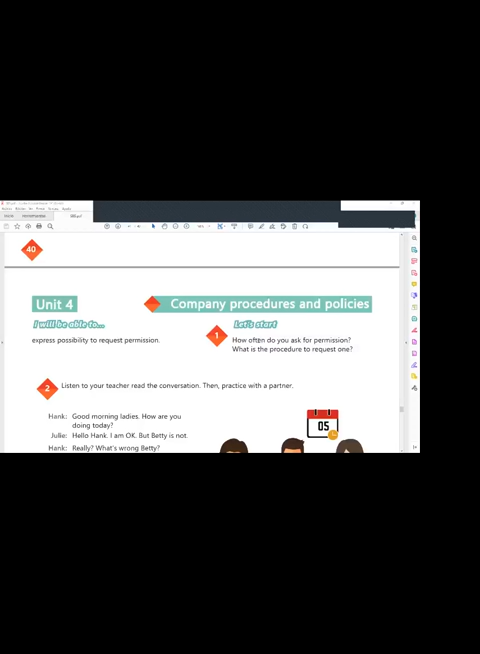 40
Unit 4
Company procedures and policies
I will be able to...
Let's start
express possibility to request permission.
1
How often do you ask for permission?
What is the procedure to request one?
2
Listen to your teacher read the conversation. Then, practice with a partner.
Hank: Good morning ladies. How are you
doing today?
Julie: Hello Hank. I am OK. But Betty is not.
Hank: Really? What's wrong Betty?
05